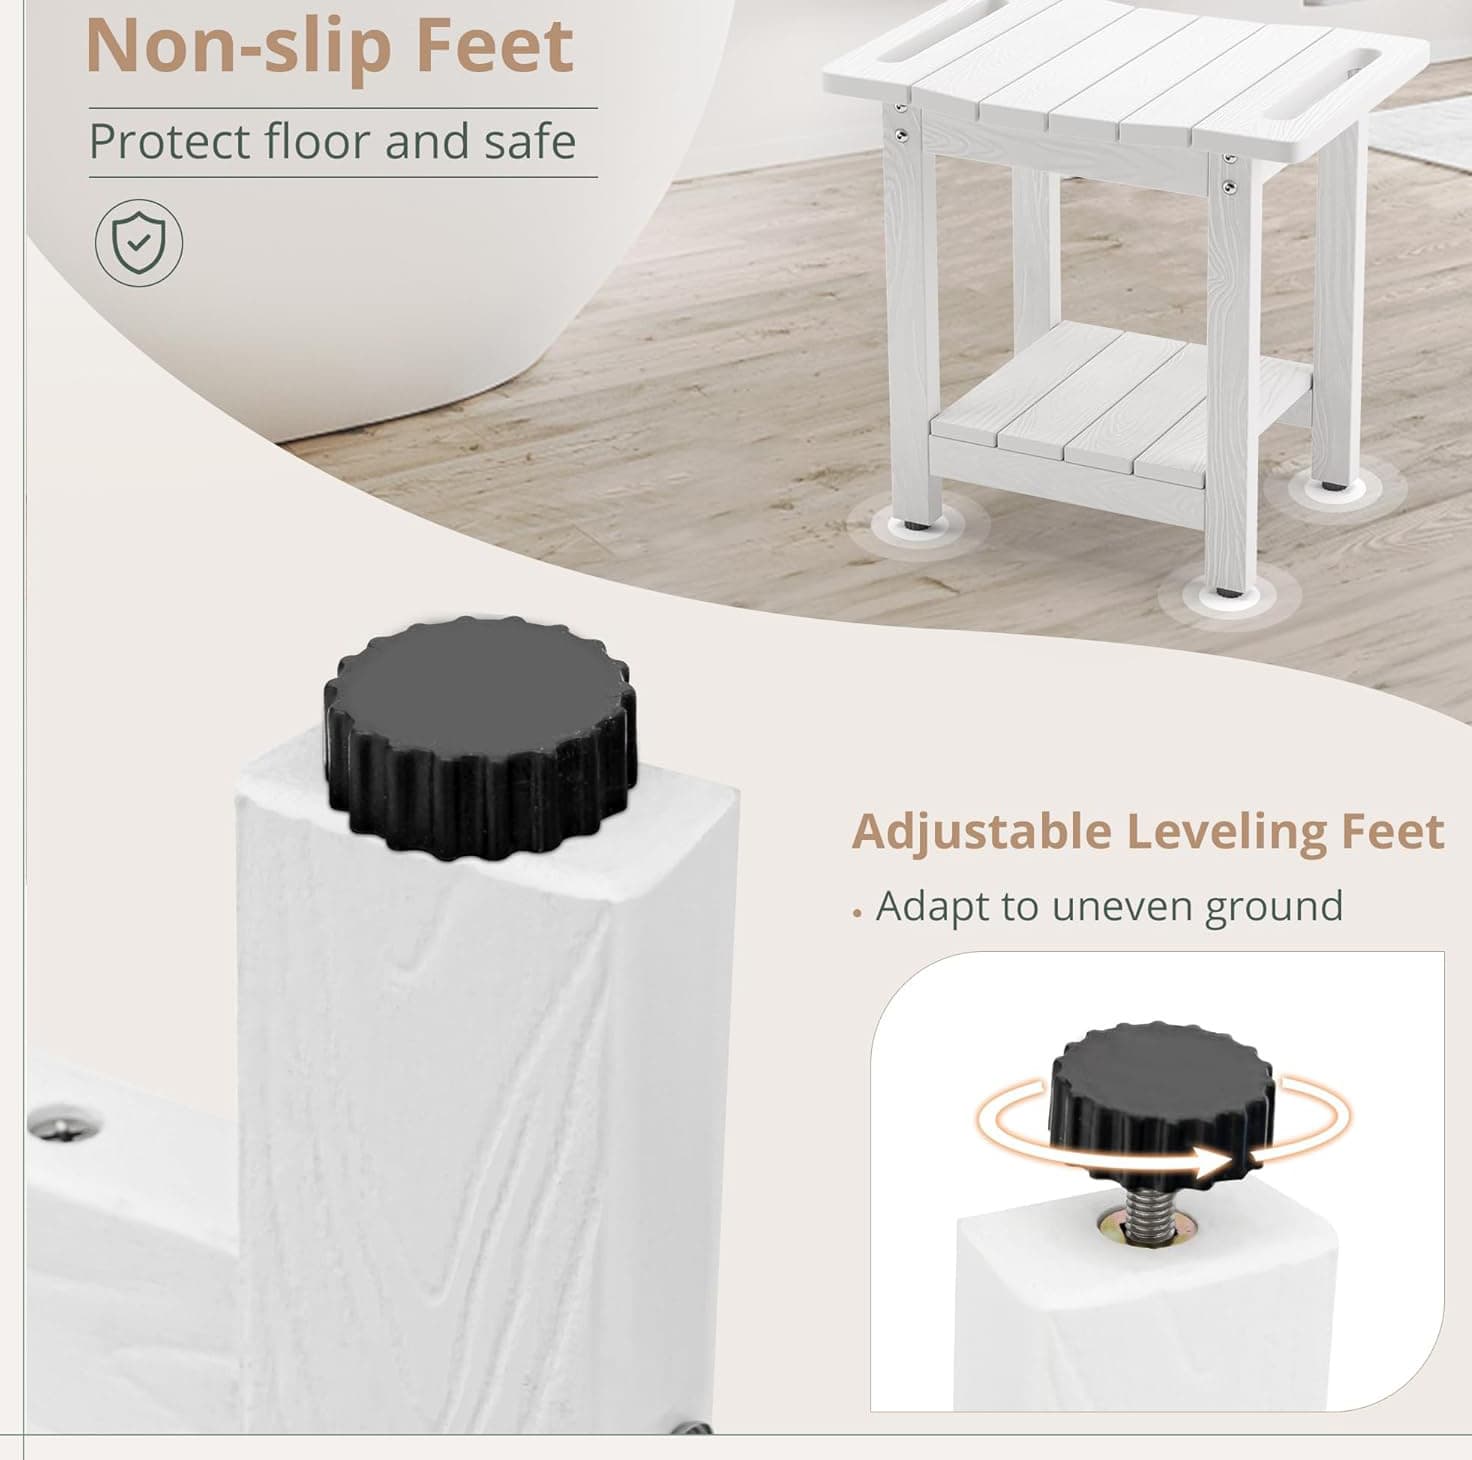 Non-slip Feet
Protect floor and safe
Adjustable Leveling Feet
• Adapt to uneven ground